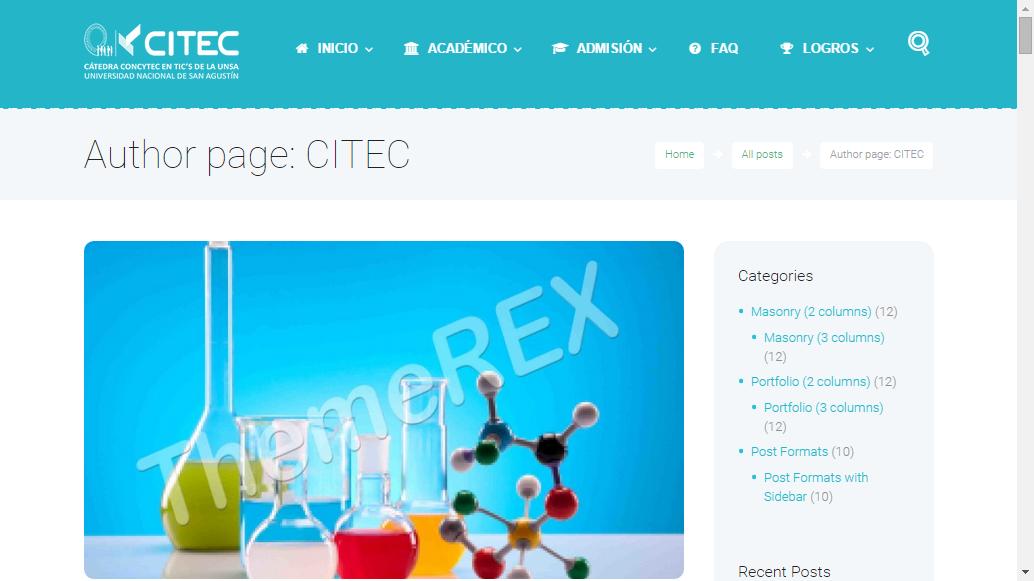 CITEC
CÁTEDRA CONCYTEC EN TIC'S DE LA UNSA
UNIVERSIDAD NACIONAL DE SAN AGUSTÍN
INICIO
ACADÉMICO
ADMISIÓN
FAQ
LOGROS
Author page: CITEC
Home
All posts
Author page: CITEC
ThemeREX
Categories
Masonry (2 columns) (12)
Masonry (3 columns)
(12)
Portfolio (2 columns) (12)
Portfolio (3 columns)
(12)
Post Formats (10)
Post Formats with
Sidebar (10)
Recent Posts